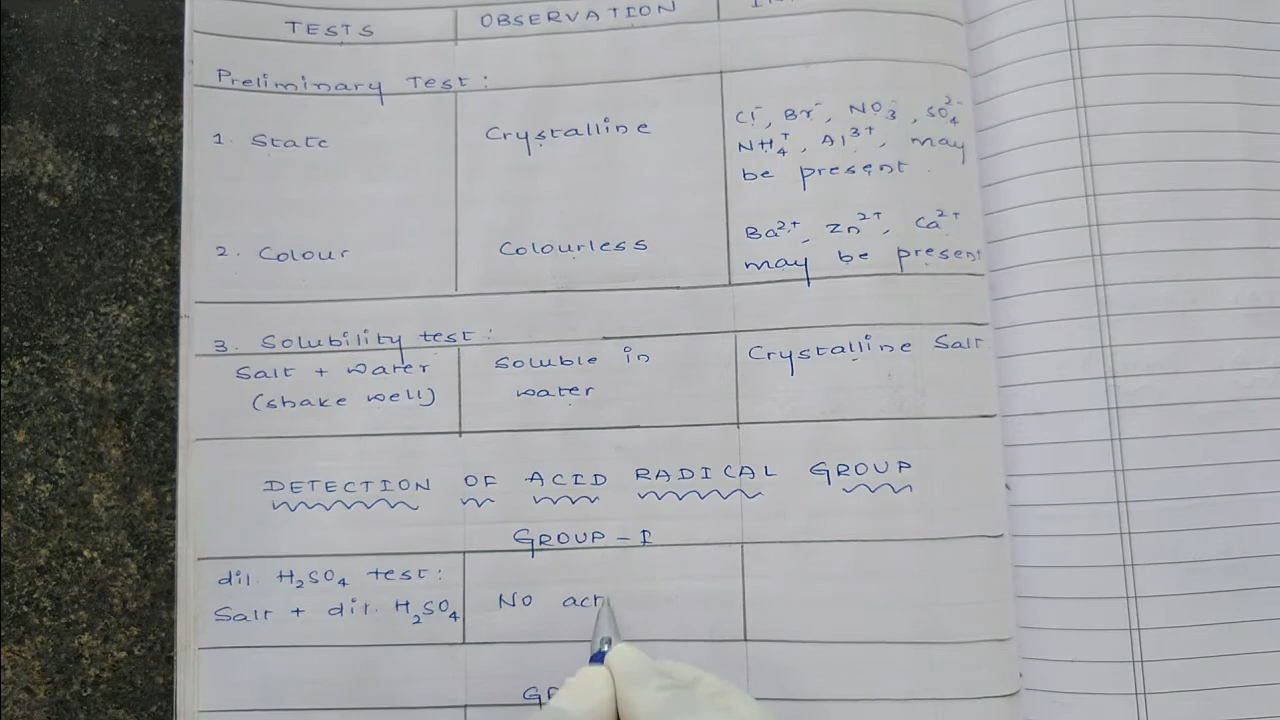 TESTS OBSERVATION
Preliminary Test:
1. State Crystalline Cl⁻, Br⁻, NO₃⁻, SO₄²⁻
NH₄⁺, Al³⁺, may
be present.
2. Colour Colourless Ba²⁺, Zn²⁺, Ca²⁺
may be present
3. Solubility test:
Salt + water Soluble in Crystalline Salt
(shake well) water
DETECTION OF ACID RADICAL GROUP
GROUP - I
dil. H₂SO₄ test:
Salt + dil. H₂SO₄ No act